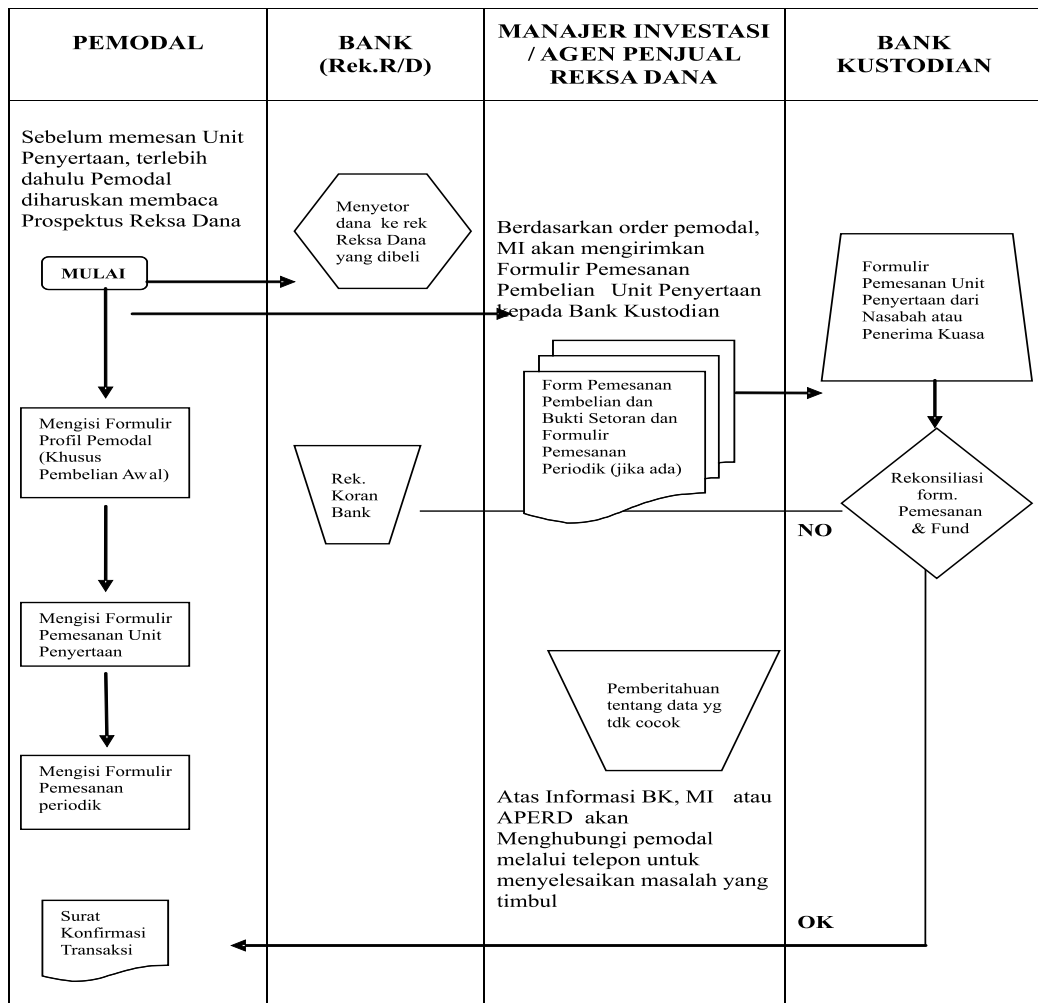 PEMODAL
BANK
(Rek.R/D)
MANAJER INVESTASI
/ AGEN PENJUAL
REKSA DANA
BANK
KUSTODIAN
Sebelum memesan Unit
Penyertaan, terlebih
dahulu Pemodal
diharuskan membaca
Prospektus Reksa Dana
MULAI
Mengisi Formulir
Profil Pemodal
(Khusus
Pembelian Awal)
Mengisi Formulir
Pemesanan Unit
Penyertaan
Mengisi Formulir
Pemesanan
periodik
Surat
Konfirmasi
Transaksi
Menyetor
dana ke rek
Reksa Dana
yang dibeli
Rek.
Koran
Bank
Berdasarkan order pemodal,
MI akan mengirimkan
Formulir Pemesanan
Pembelian Unit Penyertaan
kepada Bank Kustodian
Form Pemesanan
Pembelian dan
Bukti Setoran dan
Formulir
Pemesanan
Periodik (jika ada)
Pemberitahuan
tentang data yg
tdk cocok
Atas Informasi BK, MI atau
APERD akan
Menghubungi pemodal
melalui telepon untuk
menyelesaikan masalah yang
timbul
Formulir
Pemesanan Unit
Penyertaan dari
Nasabah atau
Penerima Kuasa
Rekonsiliasi
form.
Pemesanan
& Fund
NO
OK